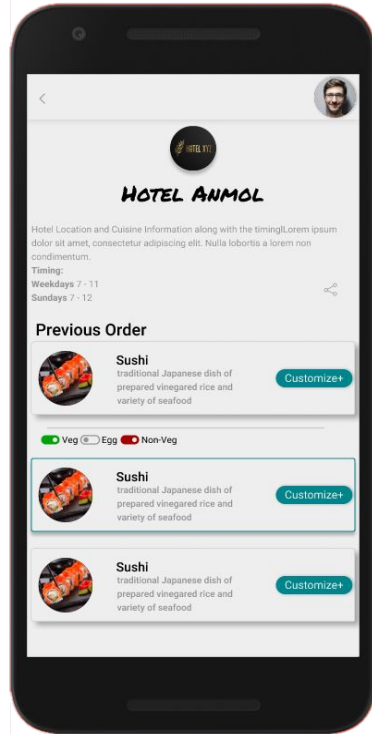 HOTEL XYZ
HOTEL ANMOL
Hotel Location and Cuisine Information along with the timinglLorem ipsum
dolor sit amet, consectetur adipiscing elit. Nulla lobortis a lorem non
condimentum.
Timing:
Weekdays 7 - 11
Sundays 7 - 12
Previous Order
Sushi
traditional Japanese dish of
prepared vinegared rice and
variety of seafood
Customize+
Veg Egg Non-Veg
Sushi
traditional Japanese dish of
prepared vinegared rice and
variety of seafood
Customize+
Sushi
traditional Japanese dish of
prepared vinegared rice and
variety of seafood
Customize+